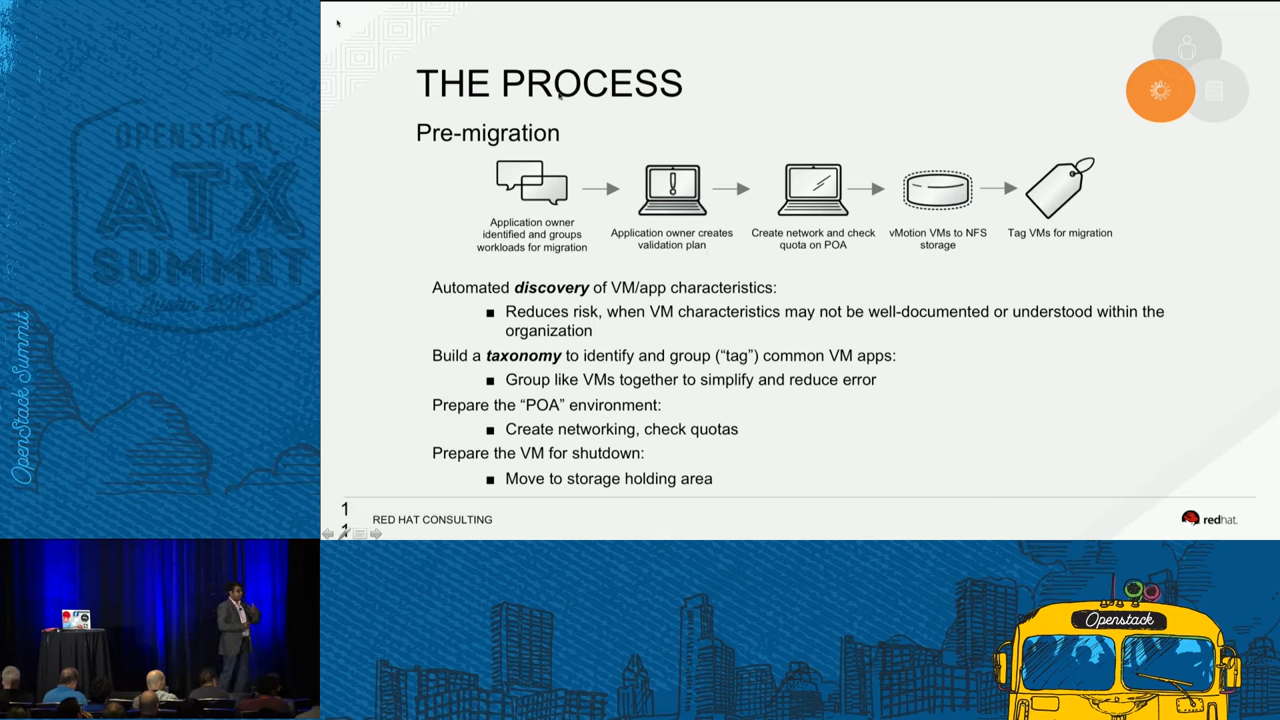 OPENSTACK
ATX
SUMMIT
Austin 2016
OpenStack Summit
THE PROCESS
Pre-migration
Application owner
identified and groups
workloads for migration
Application owner creates
validation plan
Create network and check
quota on POA
vMotion VMs to NFS
storage
Tag VMs for migration
Automated discovery of VM/app characteristics:
■ Reduces risk, when VM characteristics may not be well-documented or understood within the
organization
Build a taxonomy to identify and group (“tag”) common VM apps:
■ Group like VMs together to simplify and reduce error
Prepare the “POA” environment:
■ Create networking, check quotas
Prepare the VM for shutdown:
■ Move to storage holding area
1
1
RED HAT CONSULTING
redhat.
Openstack